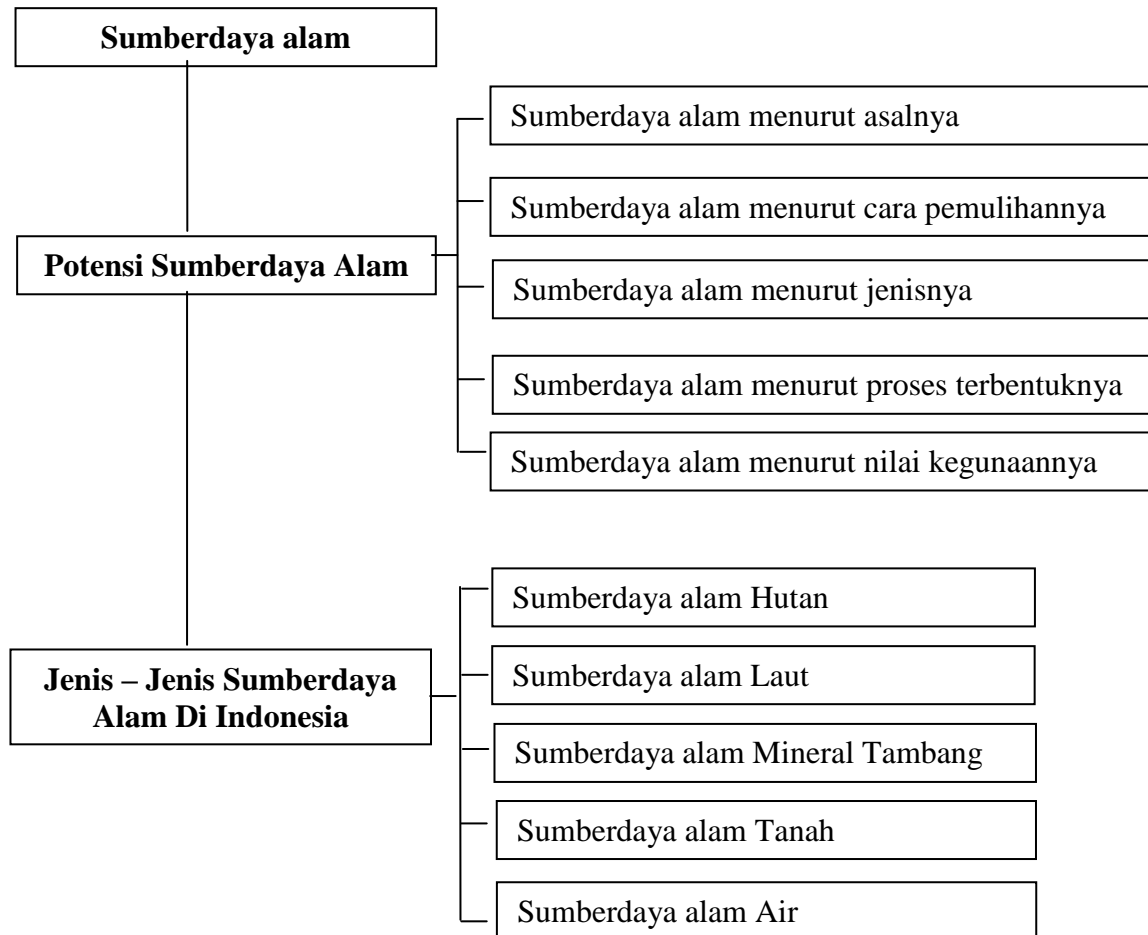 Sumberdaya alam
Sumberdaya alam menurut asalnya
Sumberdaya alam menurut cara pemulihannya
Potensi Sumberdaya Alam
Sumberdaya alam menurut jenisnya
Sumberdaya alam menurut proses terbentuknya
Sumberdaya alam menurut nilai kegunaannya
Sumberdaya alam Hutan
Jenis – Jenis Sumberdaya
Alam Di Indonesia
Sumberdaya alam Laut
Sumberdaya alam Mineral Tambang
Sumberdaya alam Tanah
Sumberdaya alam Air